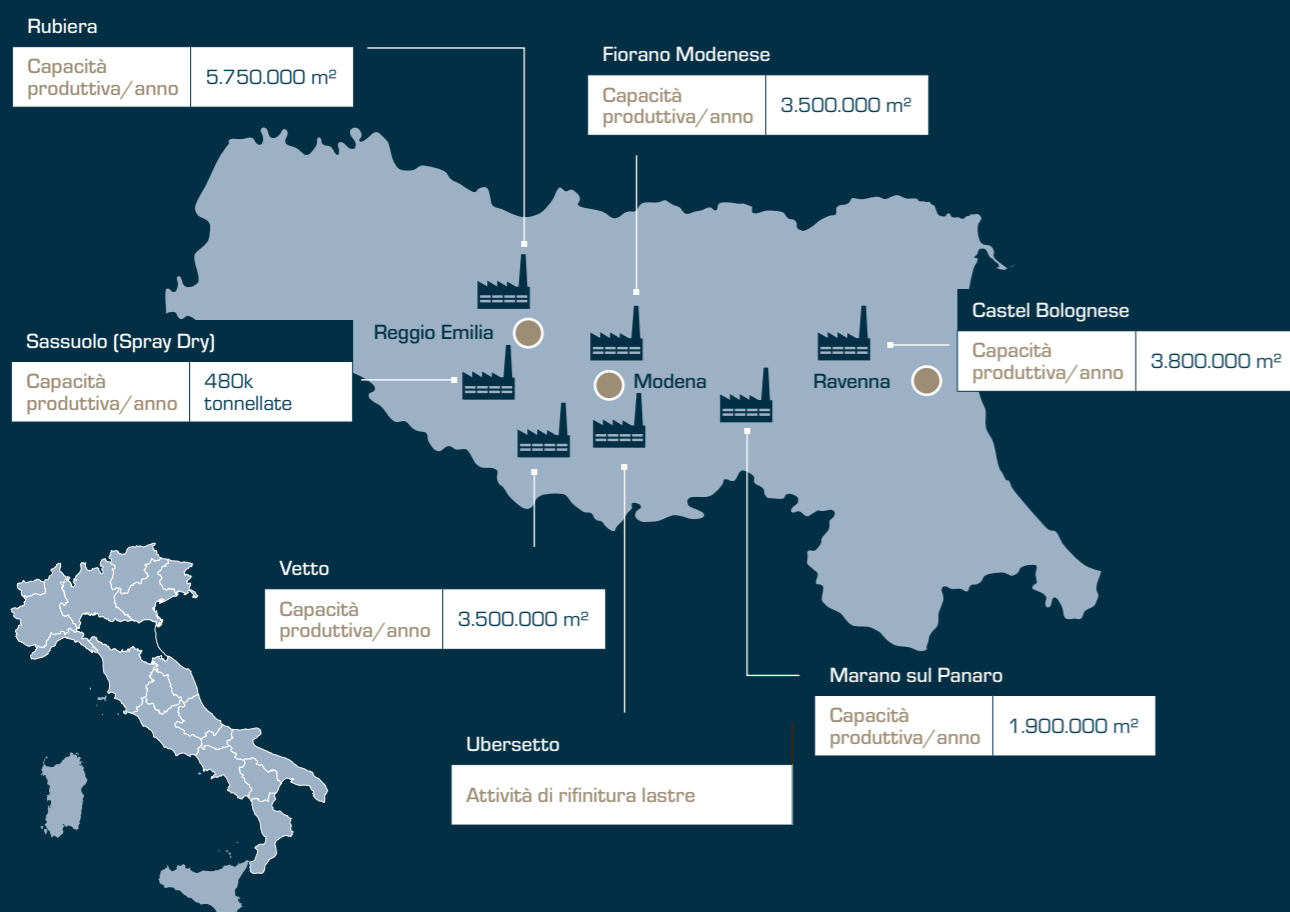 Rubiera
Capacità
produttiva/anno
5.750.000 m²
Fiorano Modenese
Capacità
produttiva/anno
3.500.000 m²
Sassuolo (Spray Dry)
Capacità
produttiva/anno
480k
tonnellate
Reggio Emilia
Modena
Ravenna
Castel Bolognese
Capacità
produttiva/anno
3.800.000 m²
Vetto
Capacità
produttiva/anno
3.500.000 m²
Ubersetto
Attività di rifinitura lastre
Marano sul Panaro
Capacità
produttiva/anno
1.900.000 m²